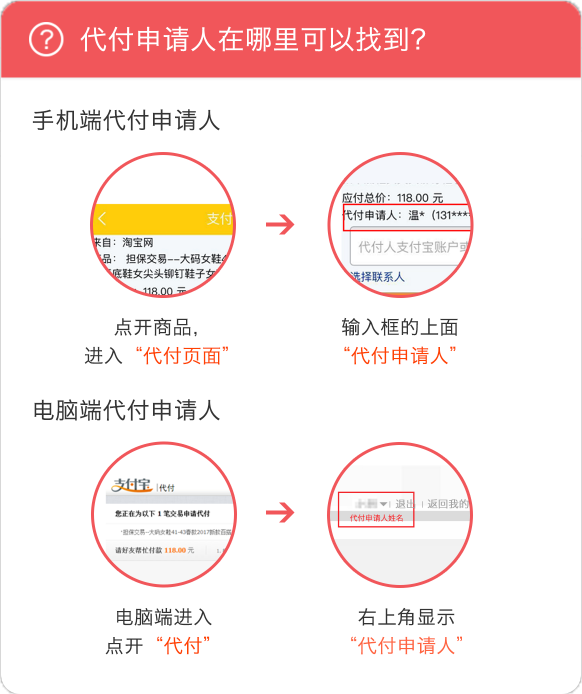 ? 代付申请人在哪里可以找到?
手机端代付申请人
支付
来自：淘宝网
品： 担保交易--大码女鞋4
底鞋女尖头铆钉鞋子女
118.00 元
应付总价：118.00 元
代付申请人：温*（131****
代付人支付宝账户或
选择联系人
点开商品，
进入“代付页面”
输入框的上面
“代付申请人”
电脑端代付申请人
支付宝 | 代付
您正在为以下 1 笔交易申请代付
·担保交易--大码女鞋41-43春款2017新款百搭
请好友帮忙付款 118.00 元 1.
退出 | 返回我的
代付申请人姓名
电脑端进入
点开“代付”
右上角显示
“代付申请人”